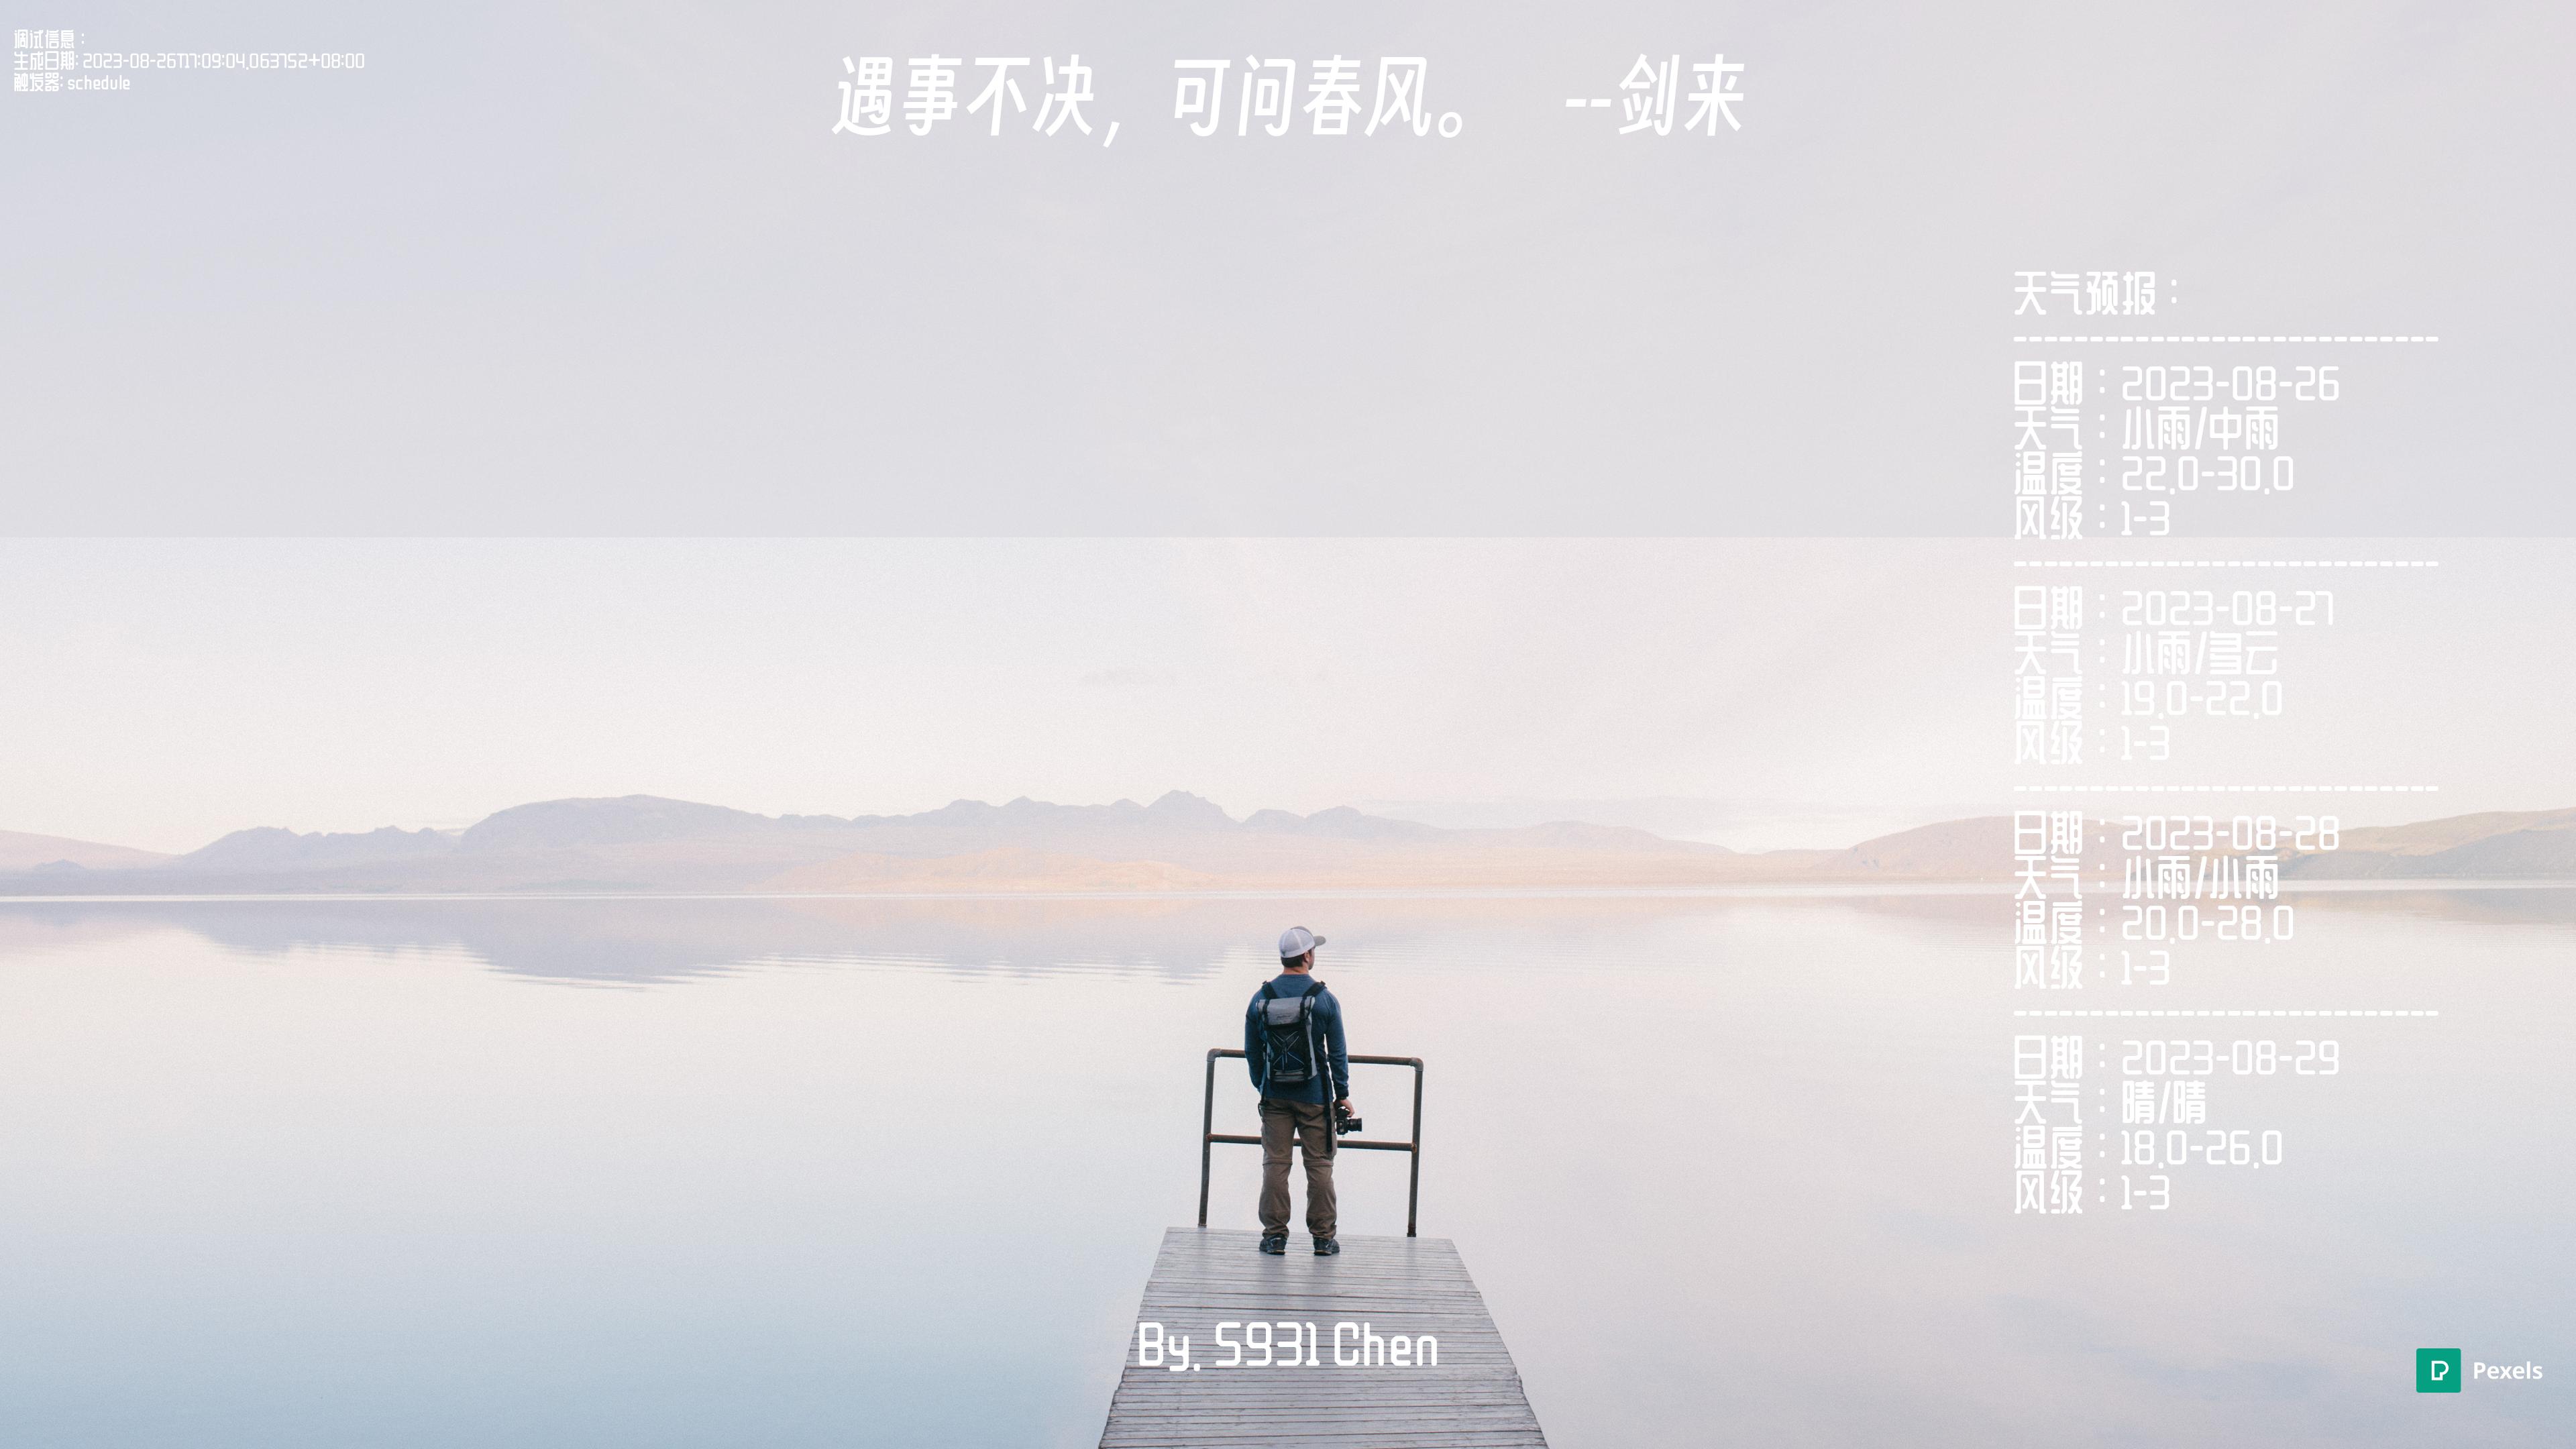 调试信息：
生成日期: 2023-08-26T17:09:04.063752+08:00
触发器: schedule
遇事不决，可问春风。 --剑来
天气预报：
----------------------------
日期：2023-08-26
天气：小雨/中雨
温度：22.0-30.0
风级：1-3
----------------------------
日期：2023-08-27
天气：小雨/多云
温度：19.0-22.0
风级：1-3
----------------------------
日期：2023-08-28
天气：小雨/小雨
温度：20.0-28.0
风级：1-3
----------------------------
日期：2023-08-29
天气：晴/晴
温度：18.0-26.0
风级：1-3
By. S931 Chen
Pexels